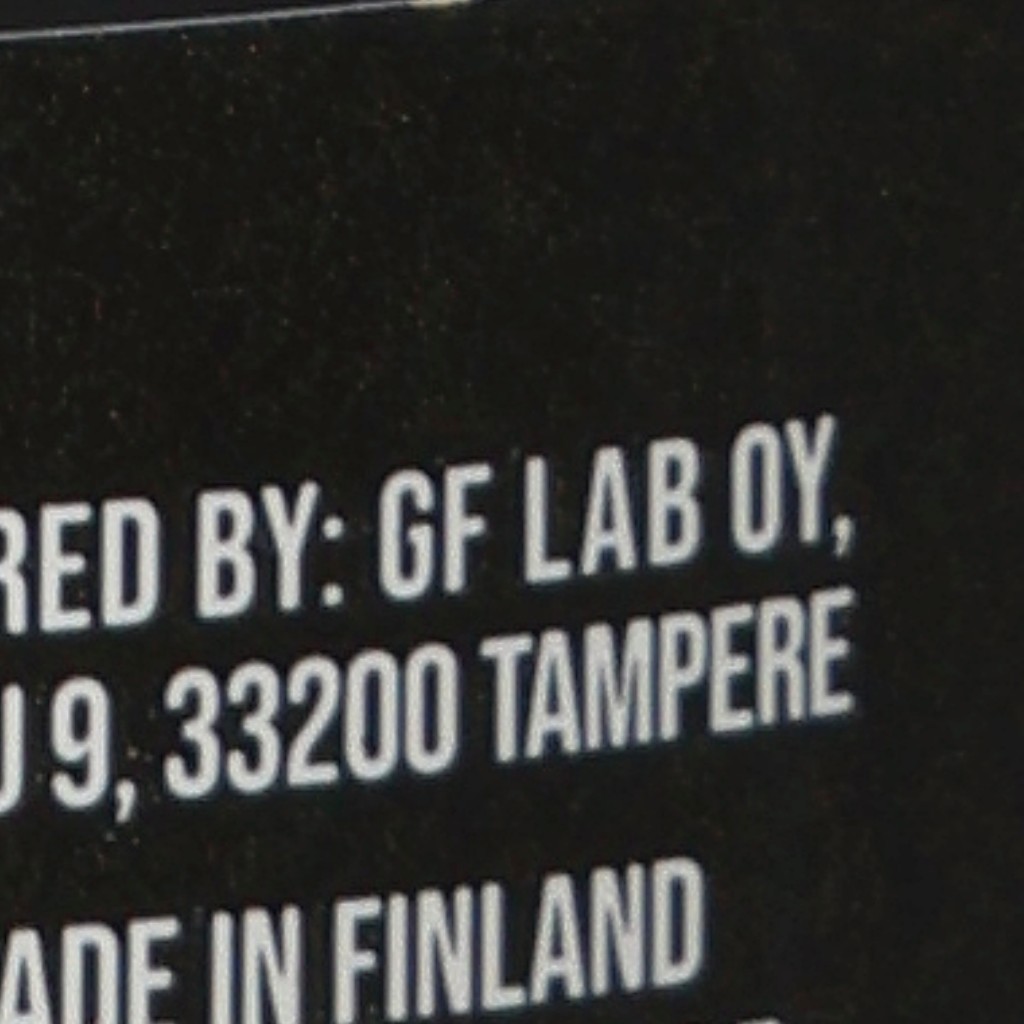 RED BY: GF LAB OY,
U 9, 33200 TAMPERE
ADE IN FINLAND